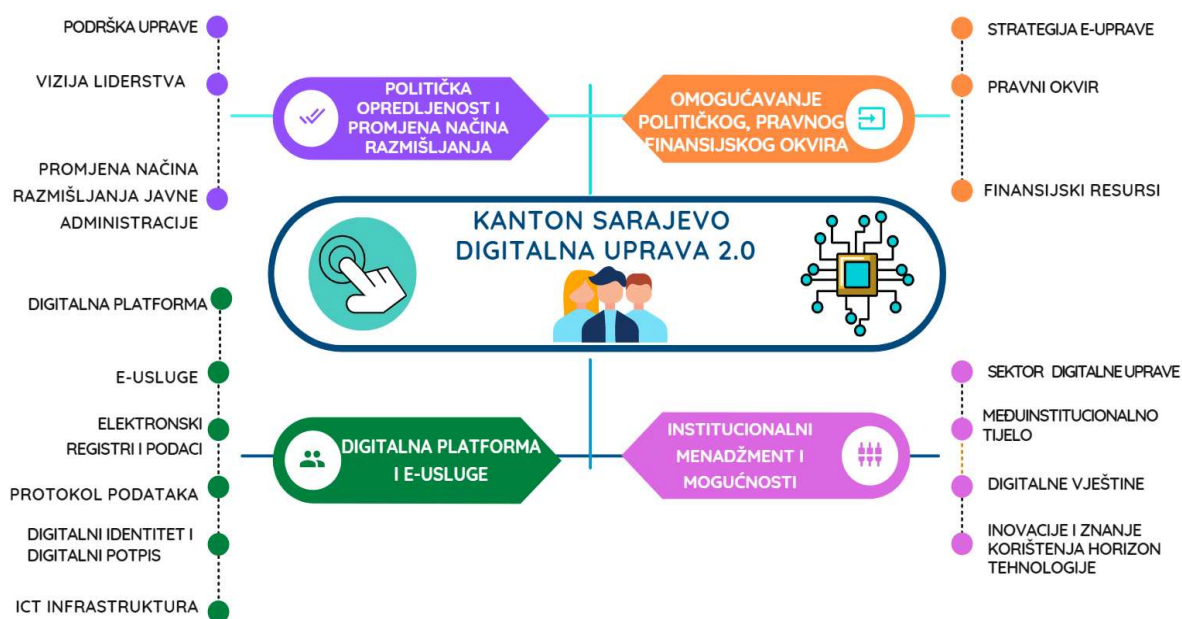 PODRŠKA UPRAVE
VIZIJA LIDERSTVA
PROMJENA NAČINA
RAZMIŠLJANJA JAVNE
ADMINISTRACIJE
POLITIČKA
OPREDLJENOST I
PROMJENA NAČINA
RAZMIŠLJANJA
OMOGUĆAVANJE
POLITIČKOG, PRAVNOG
FINANSIJSKOG OKVIRA
STRATEGIJA E-UPRAVE
PRAVNI OKVIR
FINANSIJSKI RESURSI
KANTON SARAJEVO
DIGITALNA UPRAVA 2.0
DIGITALNA PLATFORMA
E-USLUGE
ELEKTRONSKI
REGISTRI I PODACI
PROTOKOL PODATAKA
DIGITALNI IDENTITET I
DIGITALNI POTPIS
ICT INFRASTRUKTURA
DIGITALNA PLATFORMA
I E-USLUGE
INSTITUCIONALNI
MENADŽMENT I
MOGUĆNOSTI
SEKTOR DIGITALNE UPRAVE
MEĐUINSTITUCIONALNO
TIJELO
DIGITALNE VJEŠTINE
INOVACIJE I ZNANJE
KORIŠTENJA HORIZON
TEHNOLOGIJE